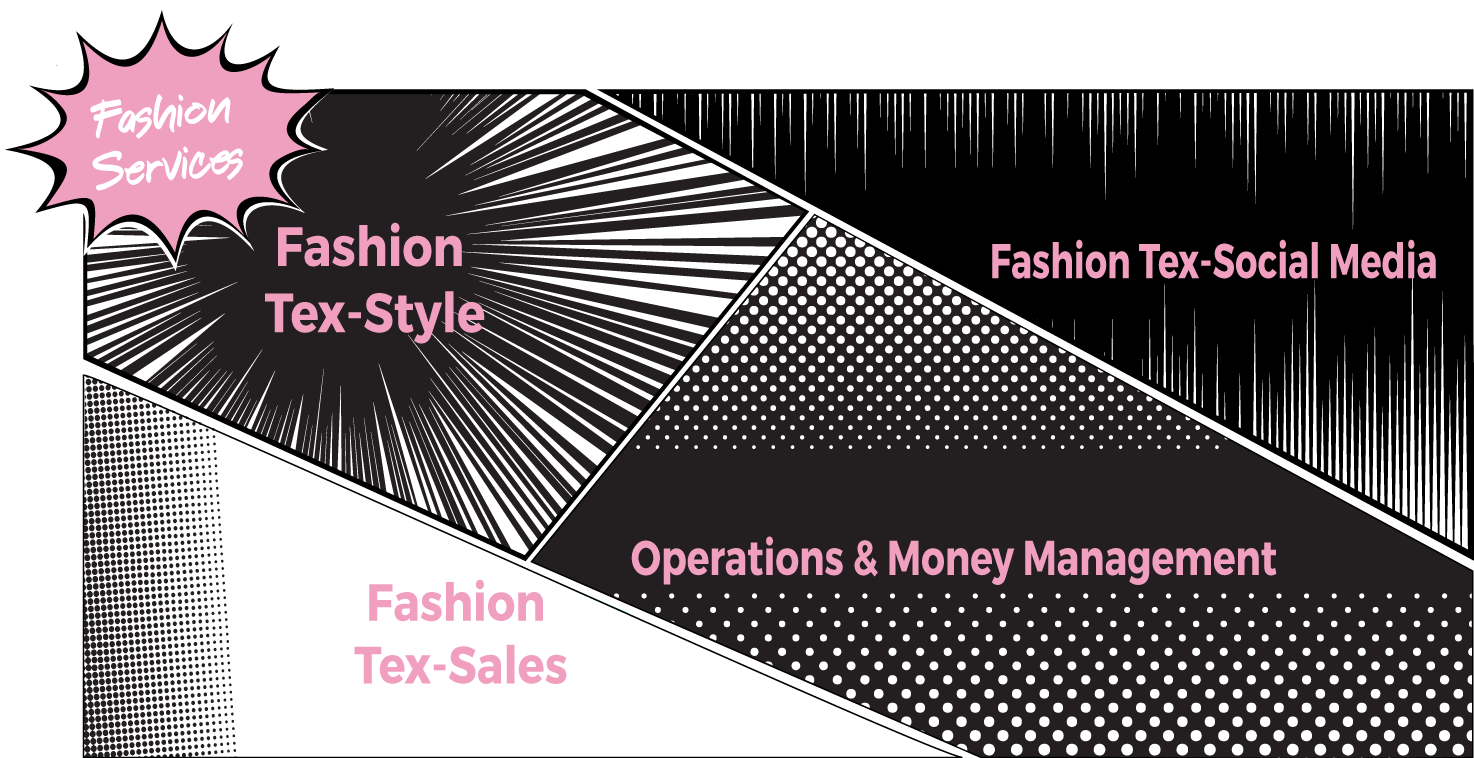 Fashion
Services
Fashion
Tex-Style
Fashion Tex-Social Media
Operations & Money Management
Fashion
Tex-Sales